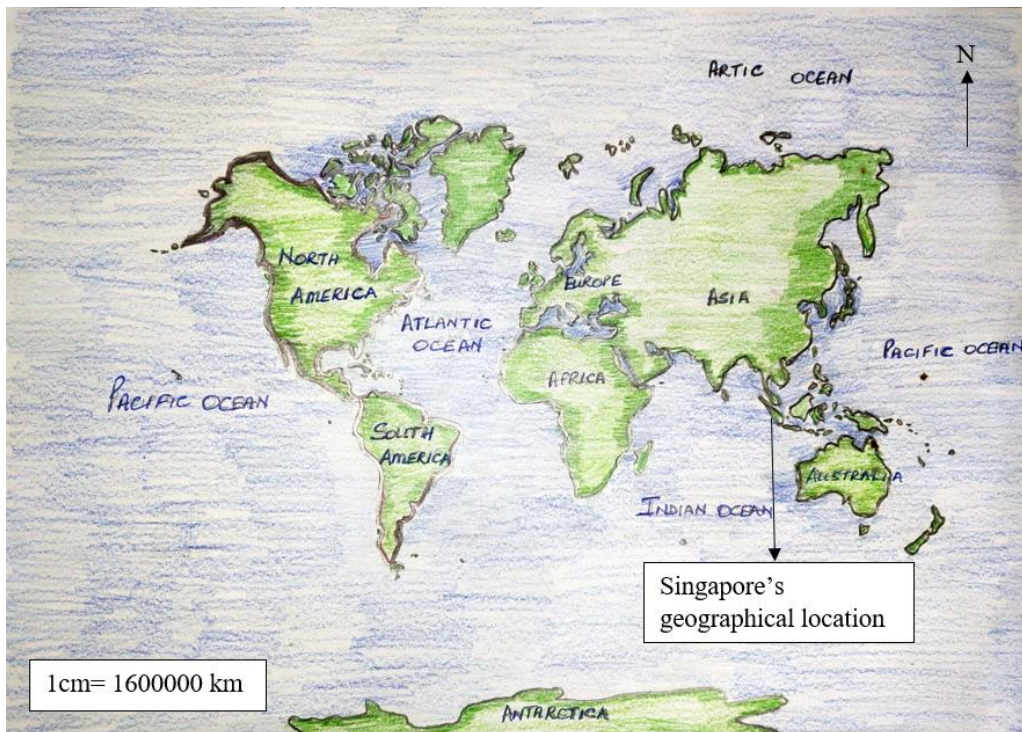 N
ARTIC OCEAN
NORTH
AMERICA
EUROPE
ASIA
ATLANTIC
OCEAN
PACIFIC OCEAN
AFRICA
PACIFIC OCEAN
SOUTH
AMERICA
AUSTRALIA
INDIAN OCEAN
Singapore’s
geographical location
1cm= 1600000 km
ANTARCTICA